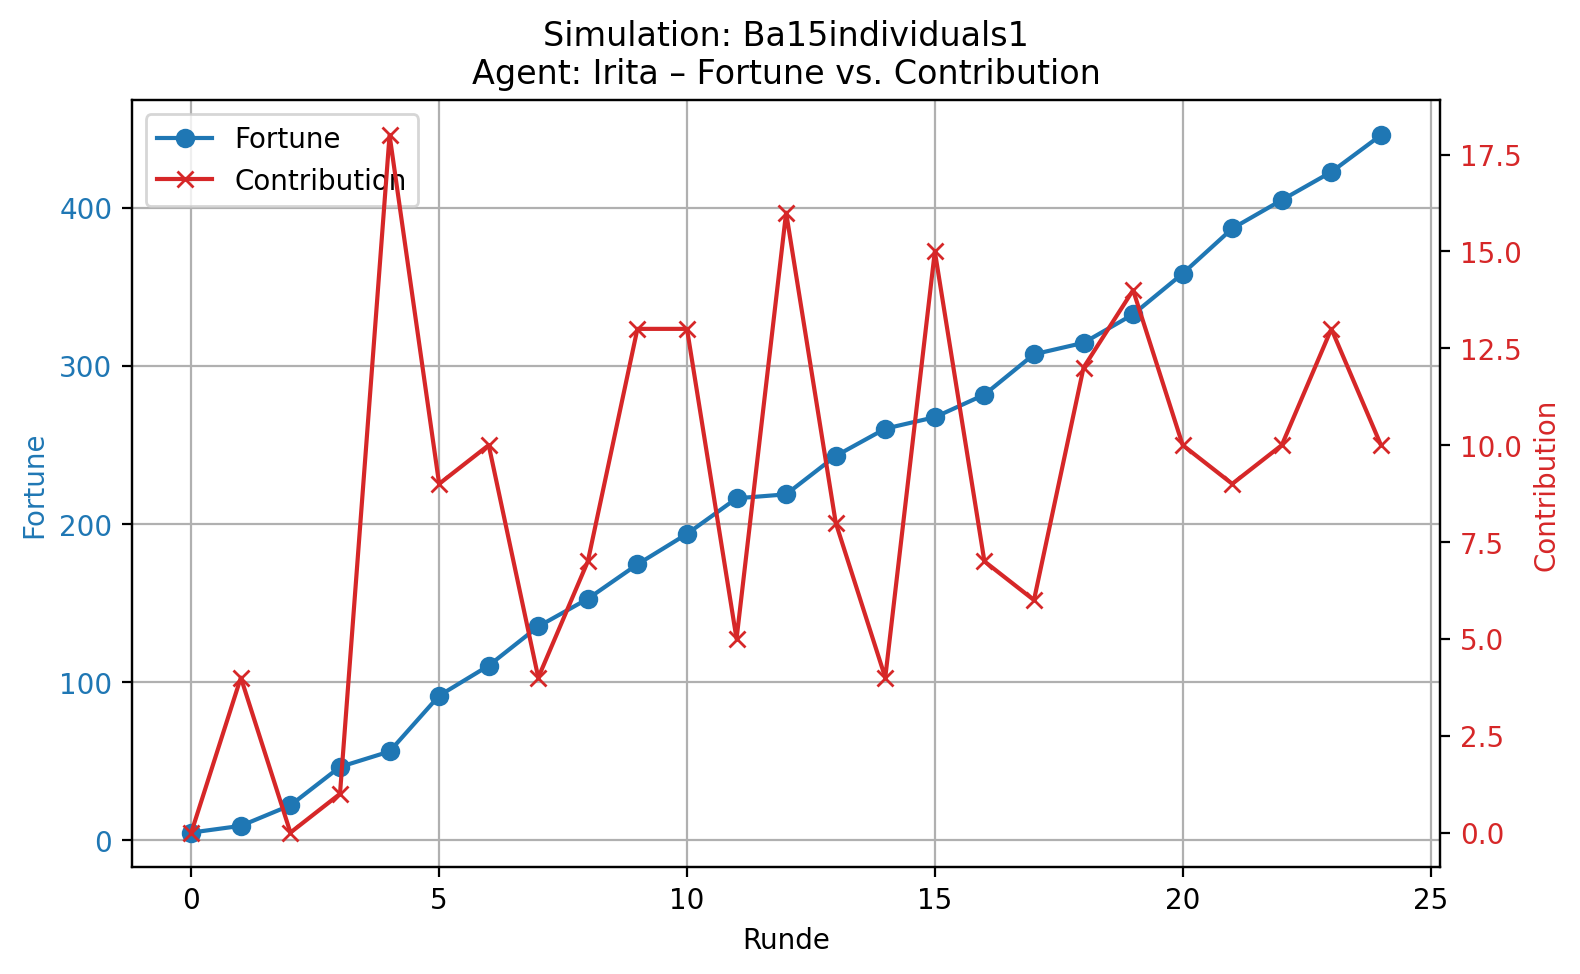 Simulation: Ba15individuals1
Agent: Irita – Fortune vs. Contribution
Fortune
Contribution
400
300
200
100
0
Fortune
17.5
15.0
12.5
10.0
7.5
5.0
2.5
0.0
Contribution
0 5 10 15 20 25
Runde